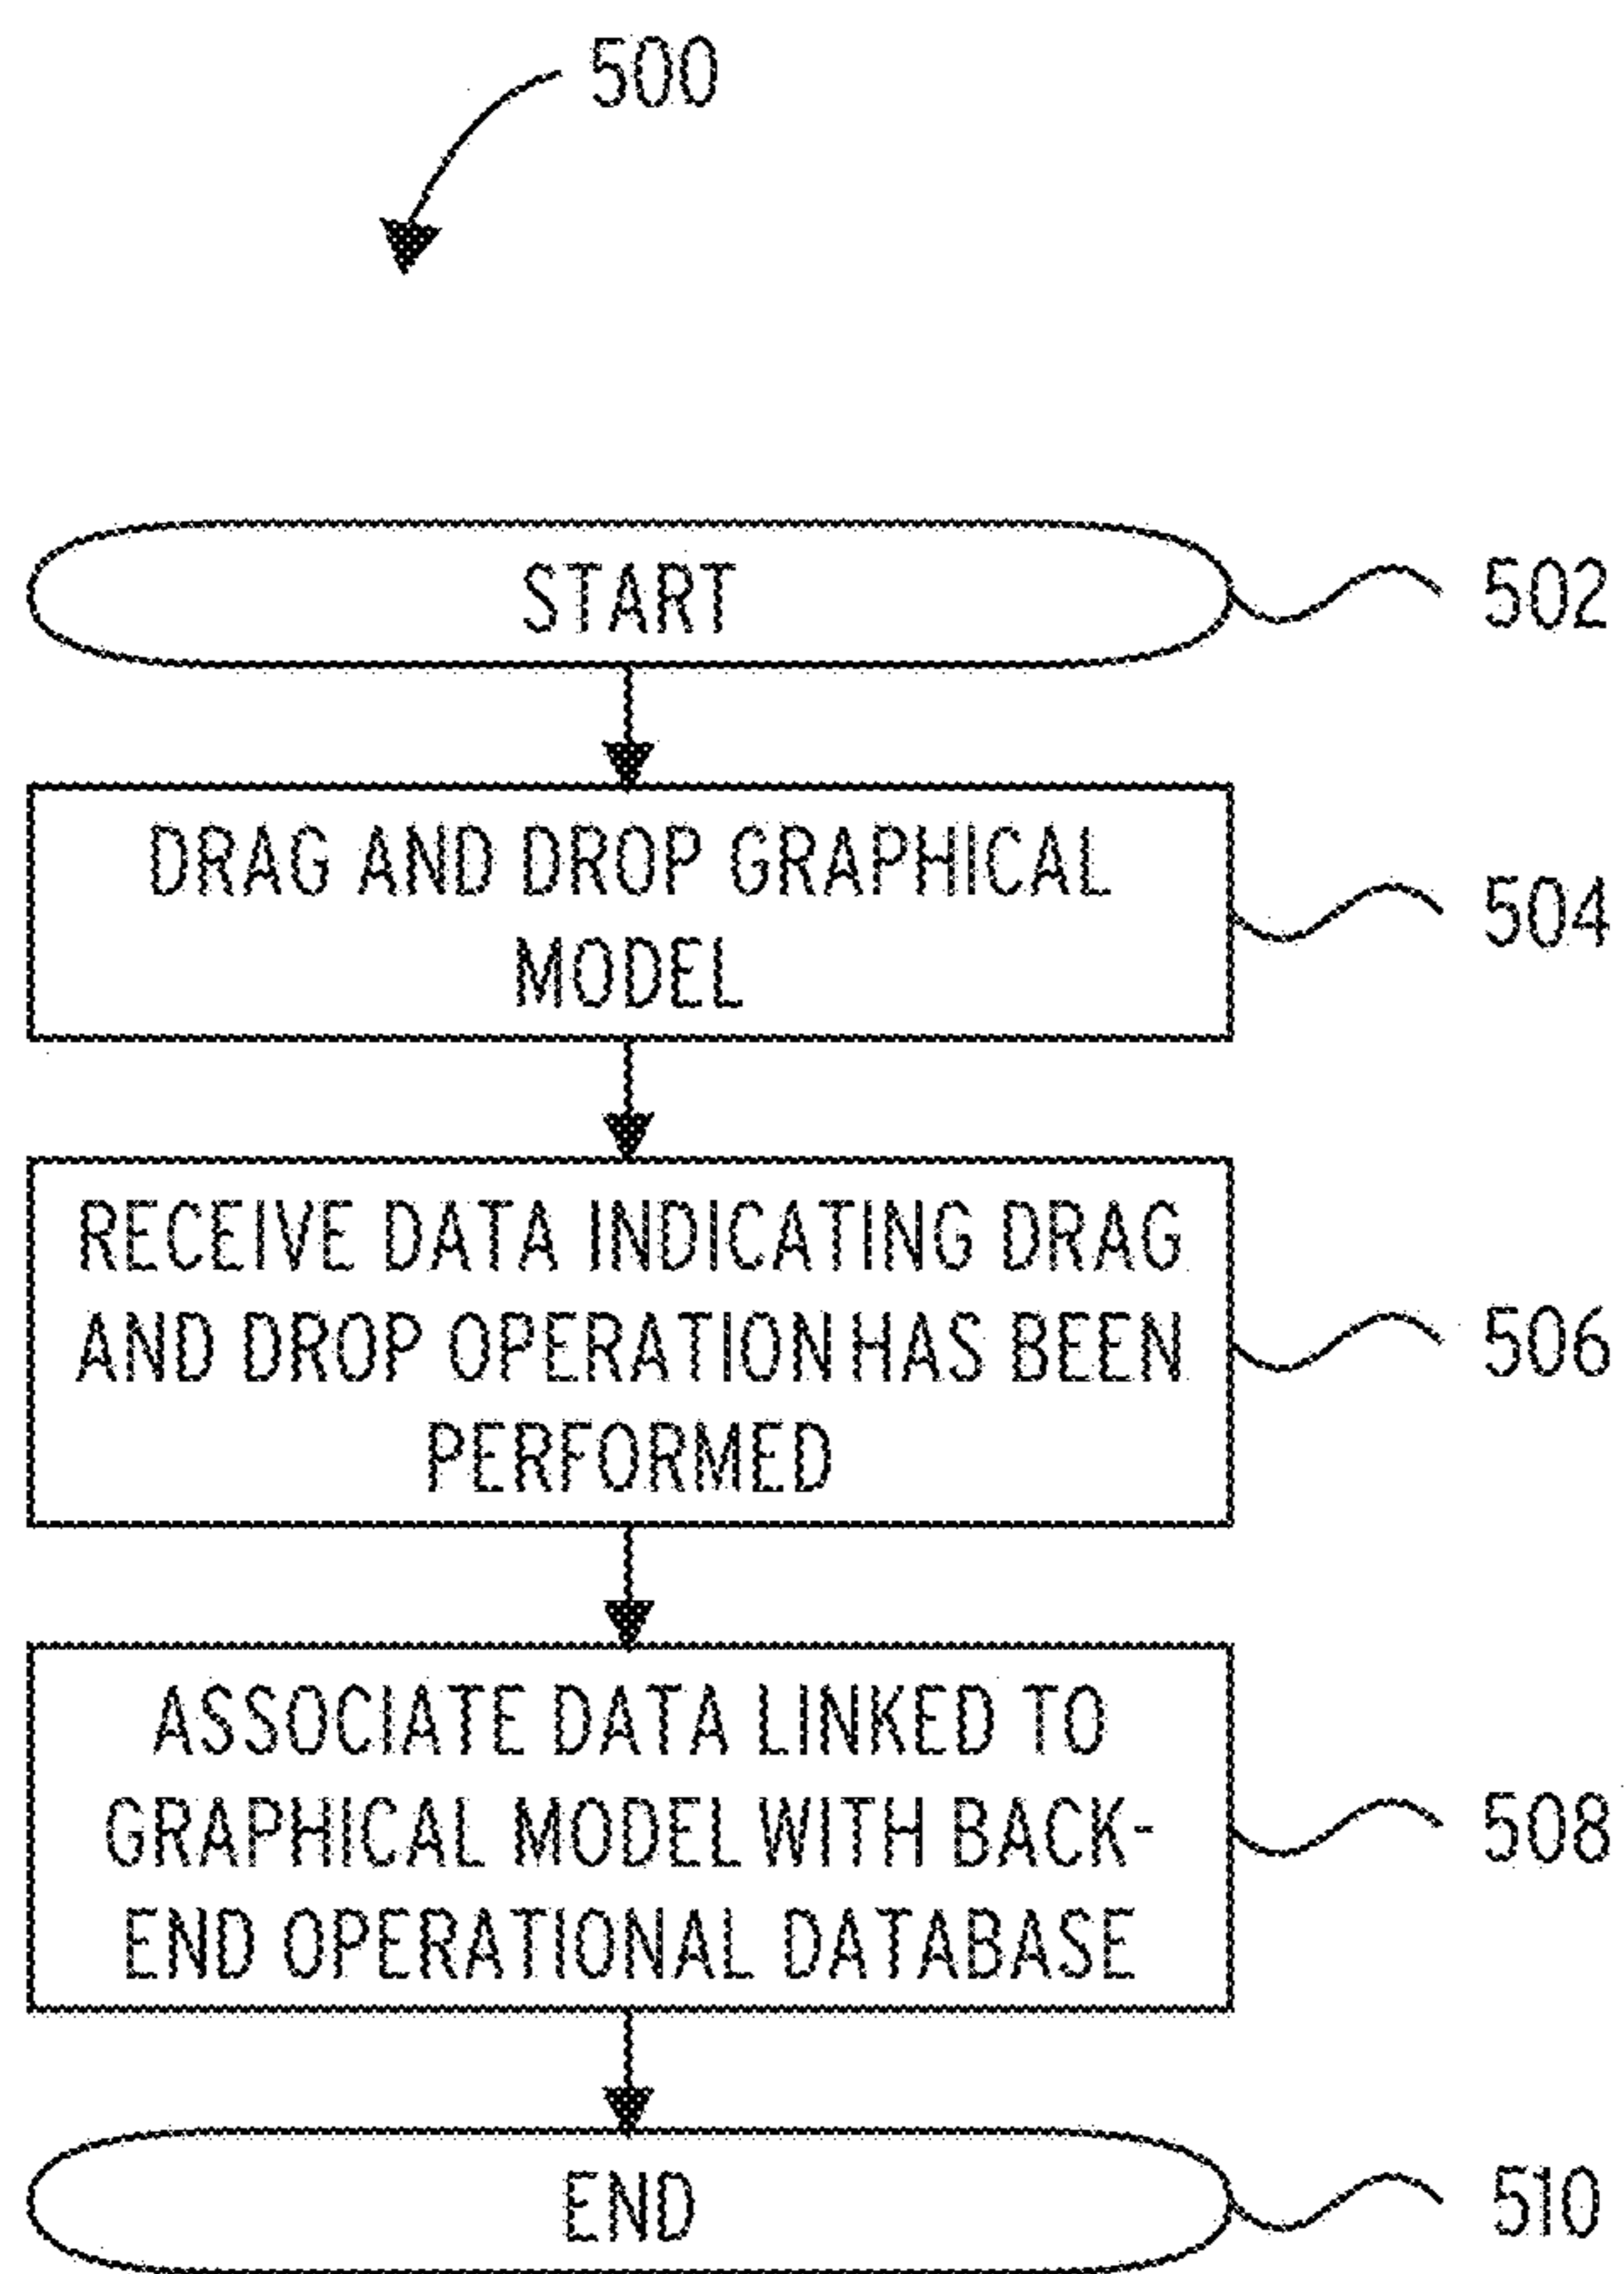 500
START
502
DRAG AND DROP GRAPHICAL
MODEL
504
RECEIVE DATA INDICATING DRAG
AND DROP OPERATION HAS BEEN
PERFORMED
506
ASSOCIATE DATA LINKED TO
GRAPHICAL MODEL WITH BACK-
END OPERATIONAL DATABASE
508
END
510